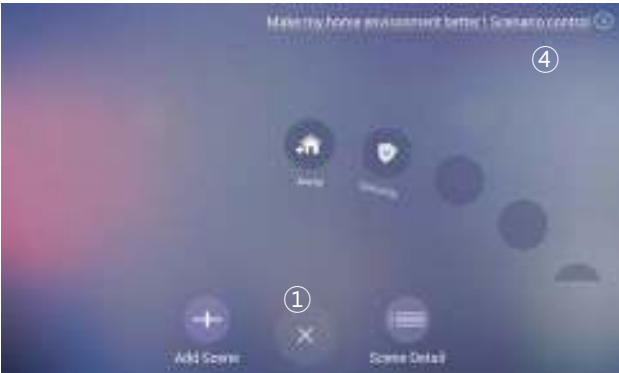 Make my home environment better! Scenario control
④
Away
Security
①
Add Scene
Scene Detail